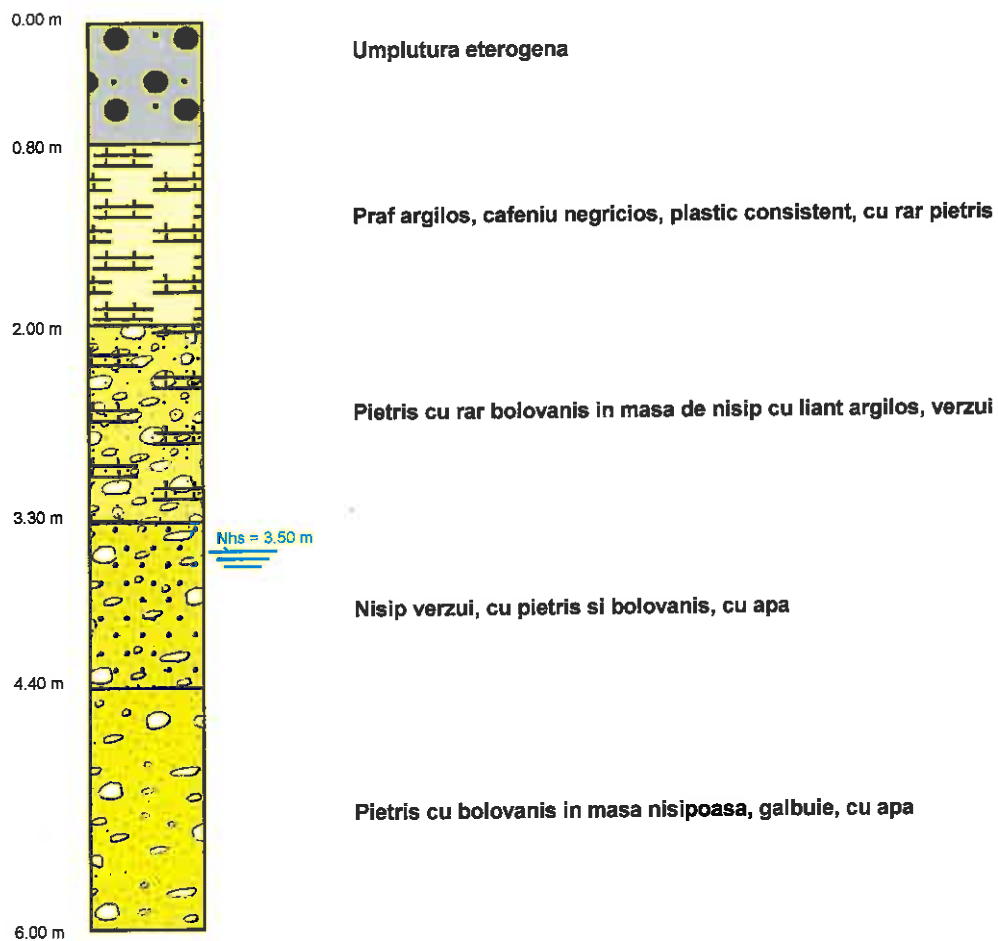 0.00 m
Umplutura eterogena
0.80 m
Praf argilos, cafeniu negricios, plastic consistent, cu rar pietris
2.00 m
Pietris cu rar bolovanis in masa de nisip cu liant argilos, verzui
3.30 m
Nhs = 3.50 m
Nisip verzui, cu pietris si bolovanis, cu apa
4.40 m
Pietris cu bolovanis in masa nisipoasa, galbuie, cu apa
6.00 m